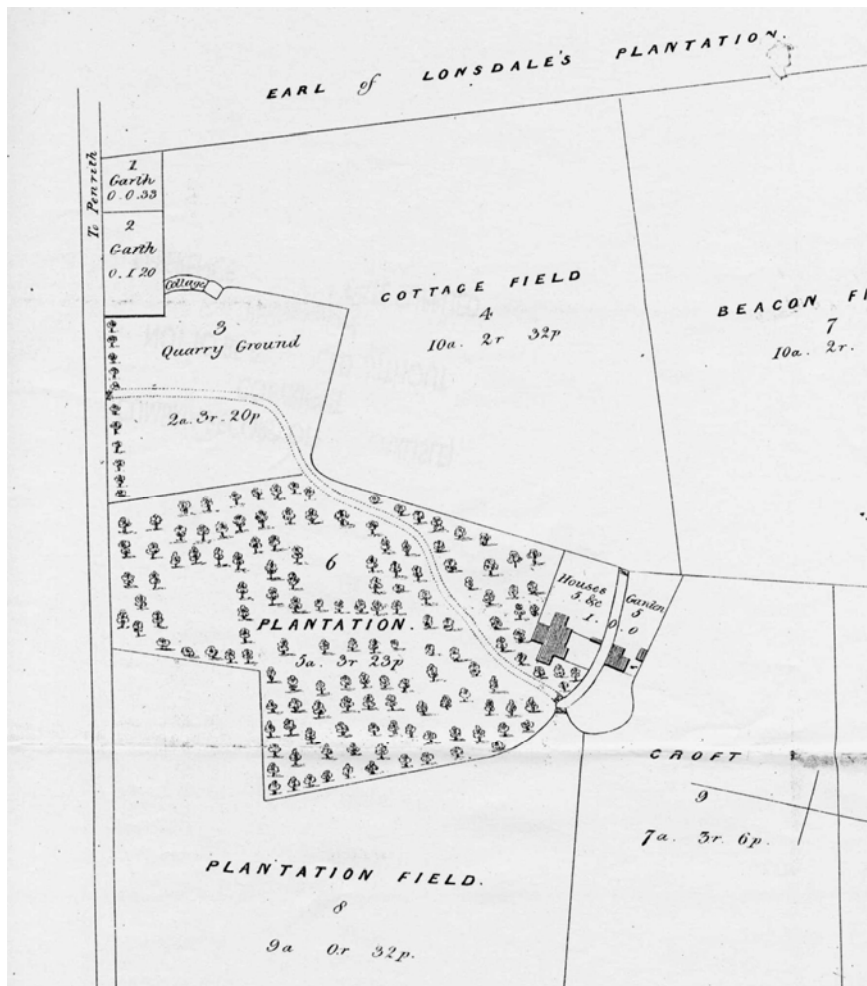 EARL of LONSDALE'S PLANTATION.
To Penrith
1
Garth
0.0.33
2
Garth
0.1.20
Cottage
3
Quarry Ground
2a. 3r. 20p
COTTAGE FIELD
4
10a. 2r 32p
BEACON FI
7
10a. 2r.
6
PLANTATION.
5a. 3r 23p
Houses
5 &c
Garden
5
1. 0. 0
CROFT
9
7a. 3r. 6p.
PLANTATION FIELD.
8
9a 0r 32p.